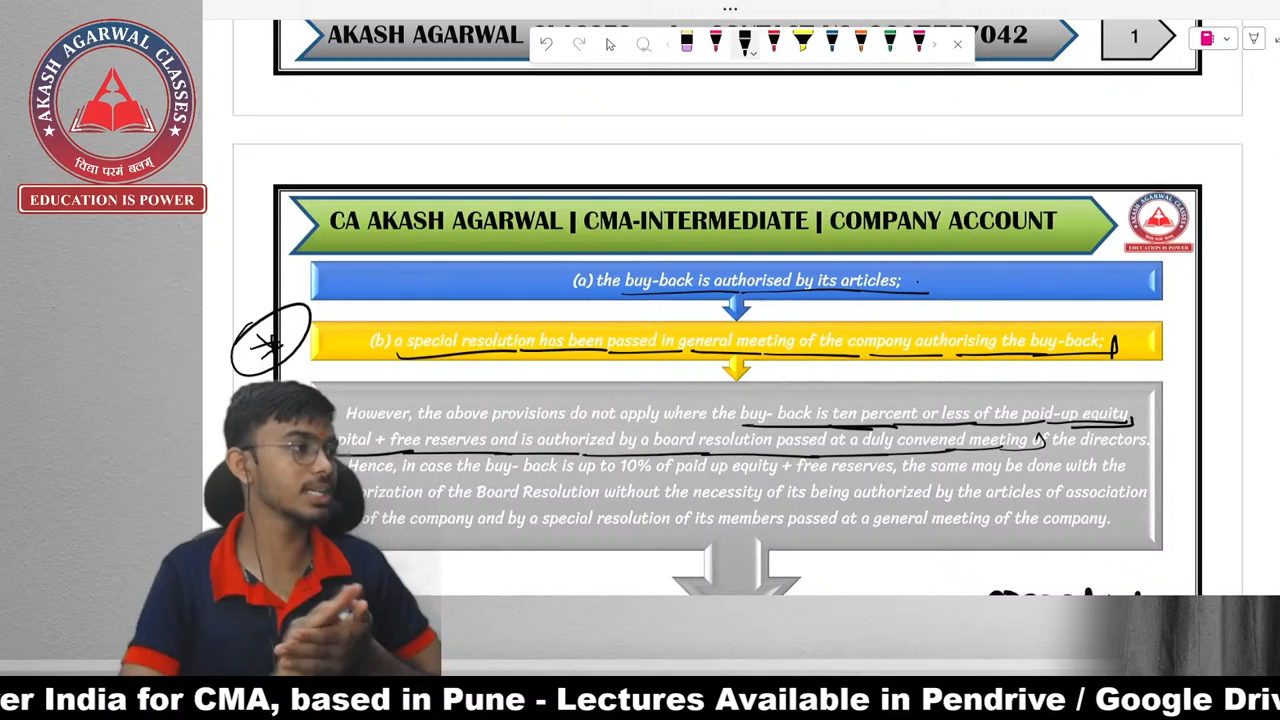 AKASH AGARWAL CLASSES
विद्या परमं बलम्
EDUCATION IS POWER
AKASH AGARWAL
7042
1
CA AKASH AGARWAL | CMA-INTERMEDIATE | COMPANY ACCOUNT
EDUCATION IS POWER
(a) the buy-back is authorised by its articles;
(b) a special resolution has been passed in general meeting of the company authorising the buy-back;
However, the above provisions do not apply where the buy- back is ten percent or less of the paid-up equity
pital + free reserves and is authorized by a board resolution passed at a duly convened meeting of the directors.
Hence, in case the buy- back is up to 10% of paid up equity + free reserves, the same may be done with the
orization of the Board Resolution without the necessity of its being authorized by the articles of association
of the company and by a special resolution of its members passed at a general meeting of the company.
er India for CMA, based in Pune - Lectures Available in Pendrive / Google Driv